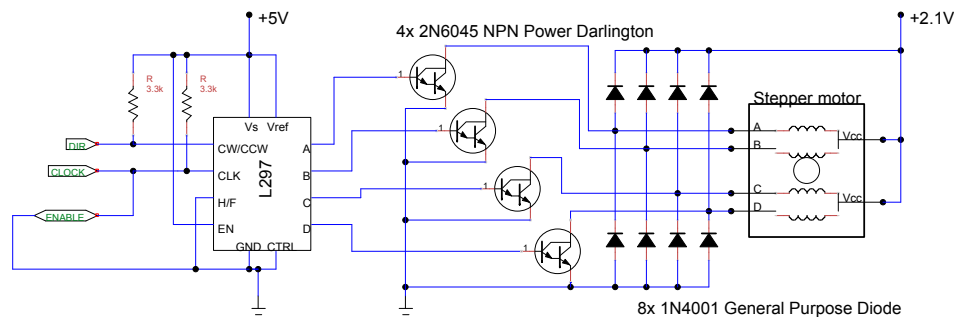 +5V
+2.1V
4x 2N6045 NPN Power Darlington
R
3.3k
R
3.3k
1
Stepper motor
Vs Vref
DIR
CW/CCW
A
1
A
Vcc
B
CLOCK
CLK
L297
B
1
H/F
C
C
ENABLE
D
Vcc
EN
D
1
GND CTRL
8x 1N4001 General Purpose Diode